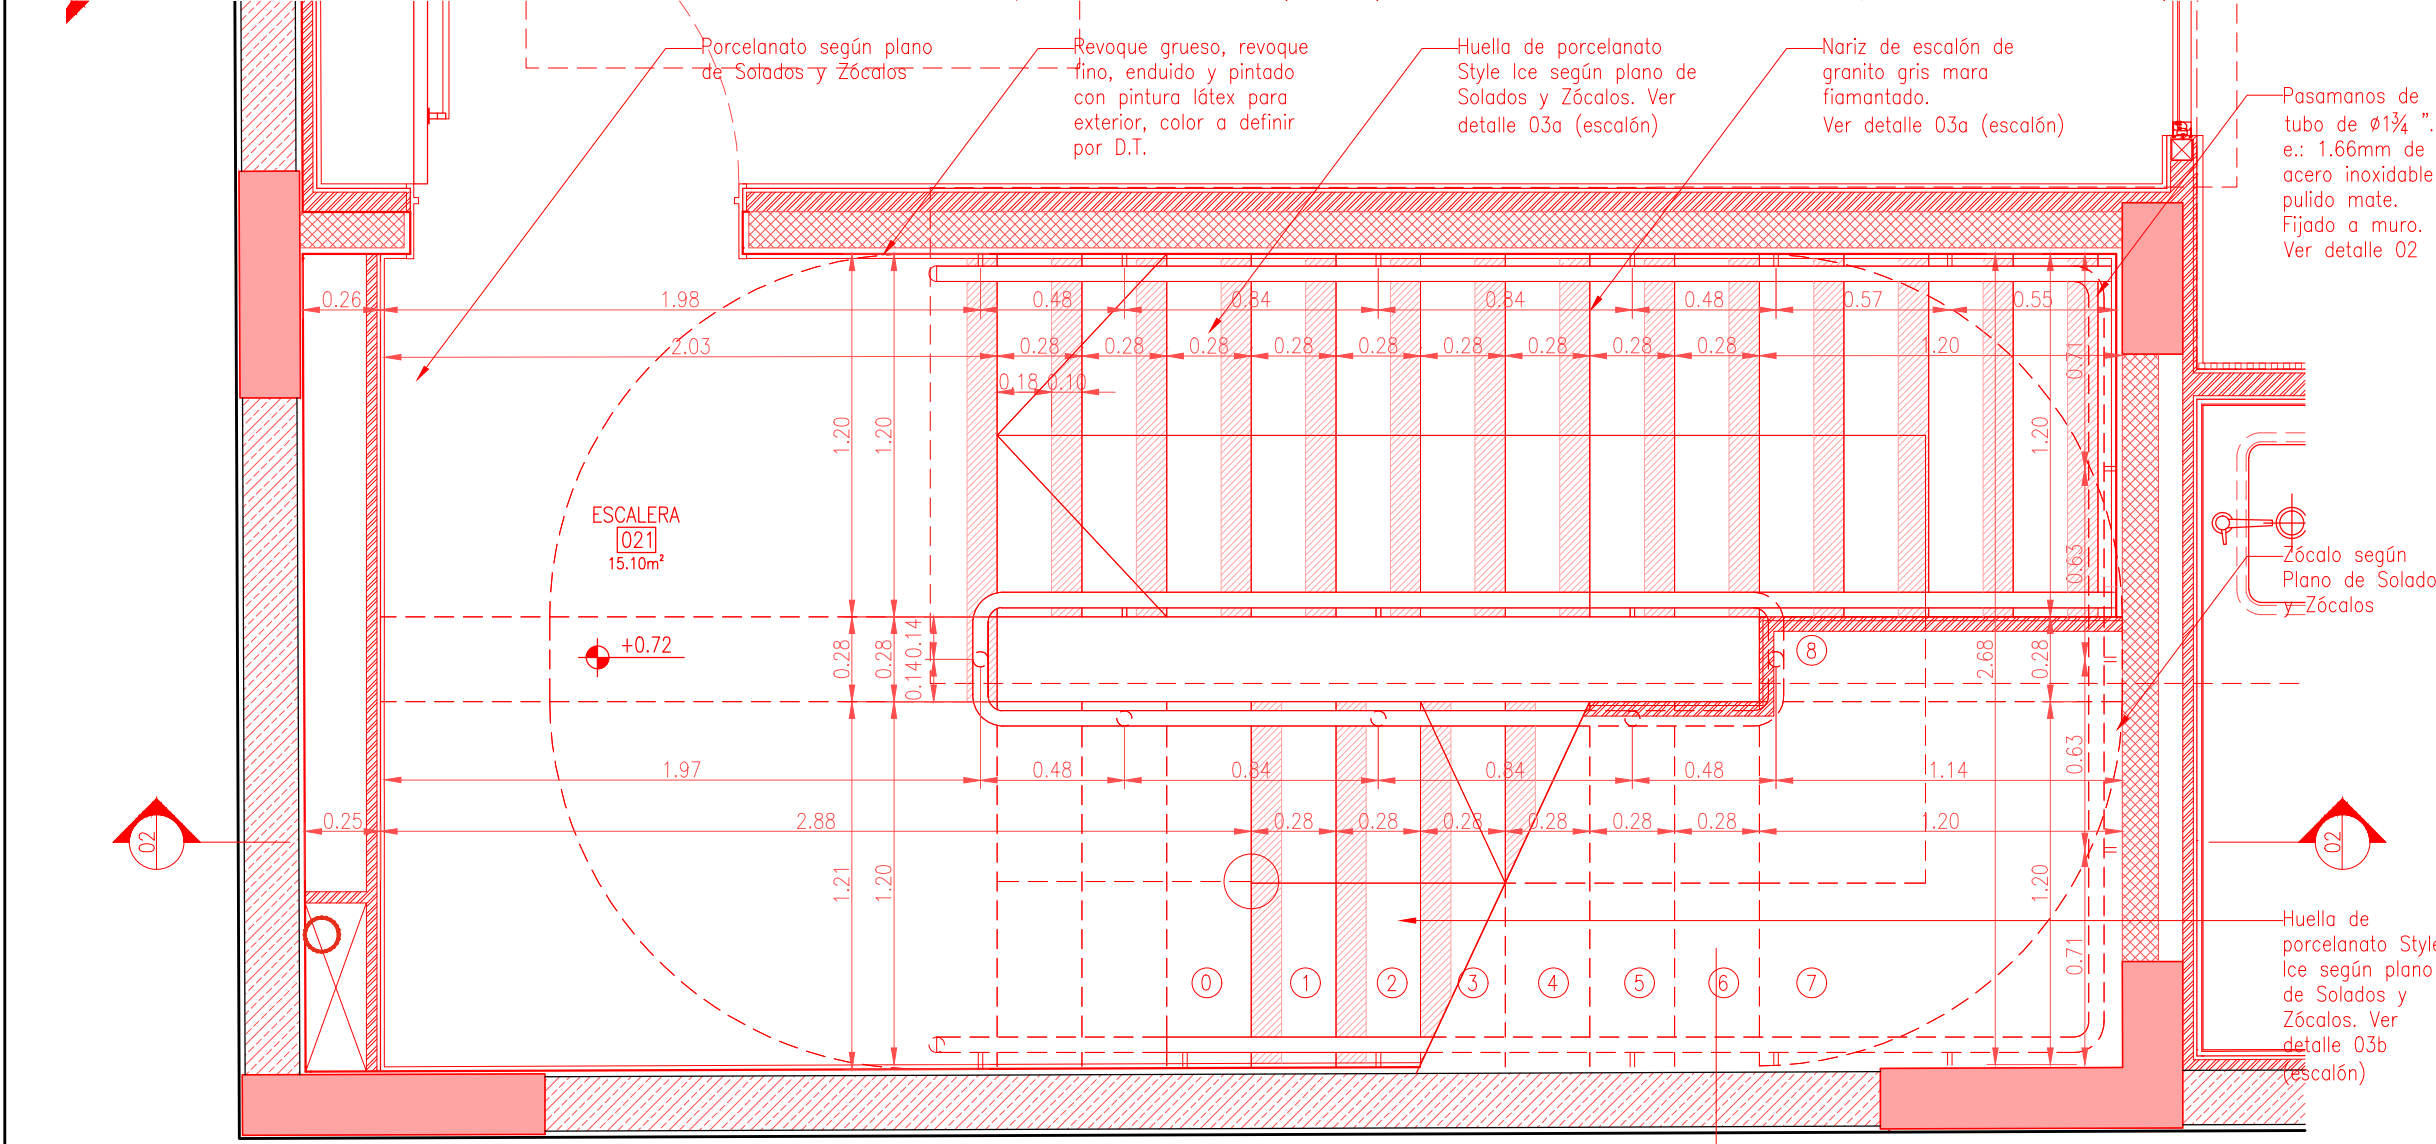 Porcelanato según plano
de Solados y Zócalos
Revoque grueso, revoque
fino, enduido y pintado
con pintura látex para
exterior, color a definir
por D.T.
Huella de porcelanato
Style Ice según plano de
Solados y Zócalos. Ver
detalle 03a (escalón)
Nariz de escalón de
granito gris mara
fiamantado.
Ver detalle 03a (escalón)
Pasamanos de
tubo de ø1¾ ".
e.: 1.66mm de
acero inoxidable
pulido mate.
Fijado a muro.
Ver detalle 02
0.26 1.98 0.48 0.84 0.84 0.48 0.57 0.55
2.03 0.28 0.28 0.28 0.28 0.28 0.28 0.28 0.28 0.28 1.20
0.71
0.18 0.10
1.20 1.20 1.20
ESCALERA
021
15.10m²
0.63
Zócalo según
Plano de Solado
y Zócalos
+0.72
0.28 0.28 0.14 0.14 8 2.68 0.28
1.97 0.48 0.84 0.84 0.48 1.14
0.63
0.25 2.88 0.28 0.28 0.28 0.28 0.28 0.28 1.20
02 02
1.21 1.20 1.20
0.71
0 1 2 3 4 5 6 7
Huella de
porcelanato Style
Ice según plano
de Solados y
Zócalos. Ver
detalle 03b
(escalón)